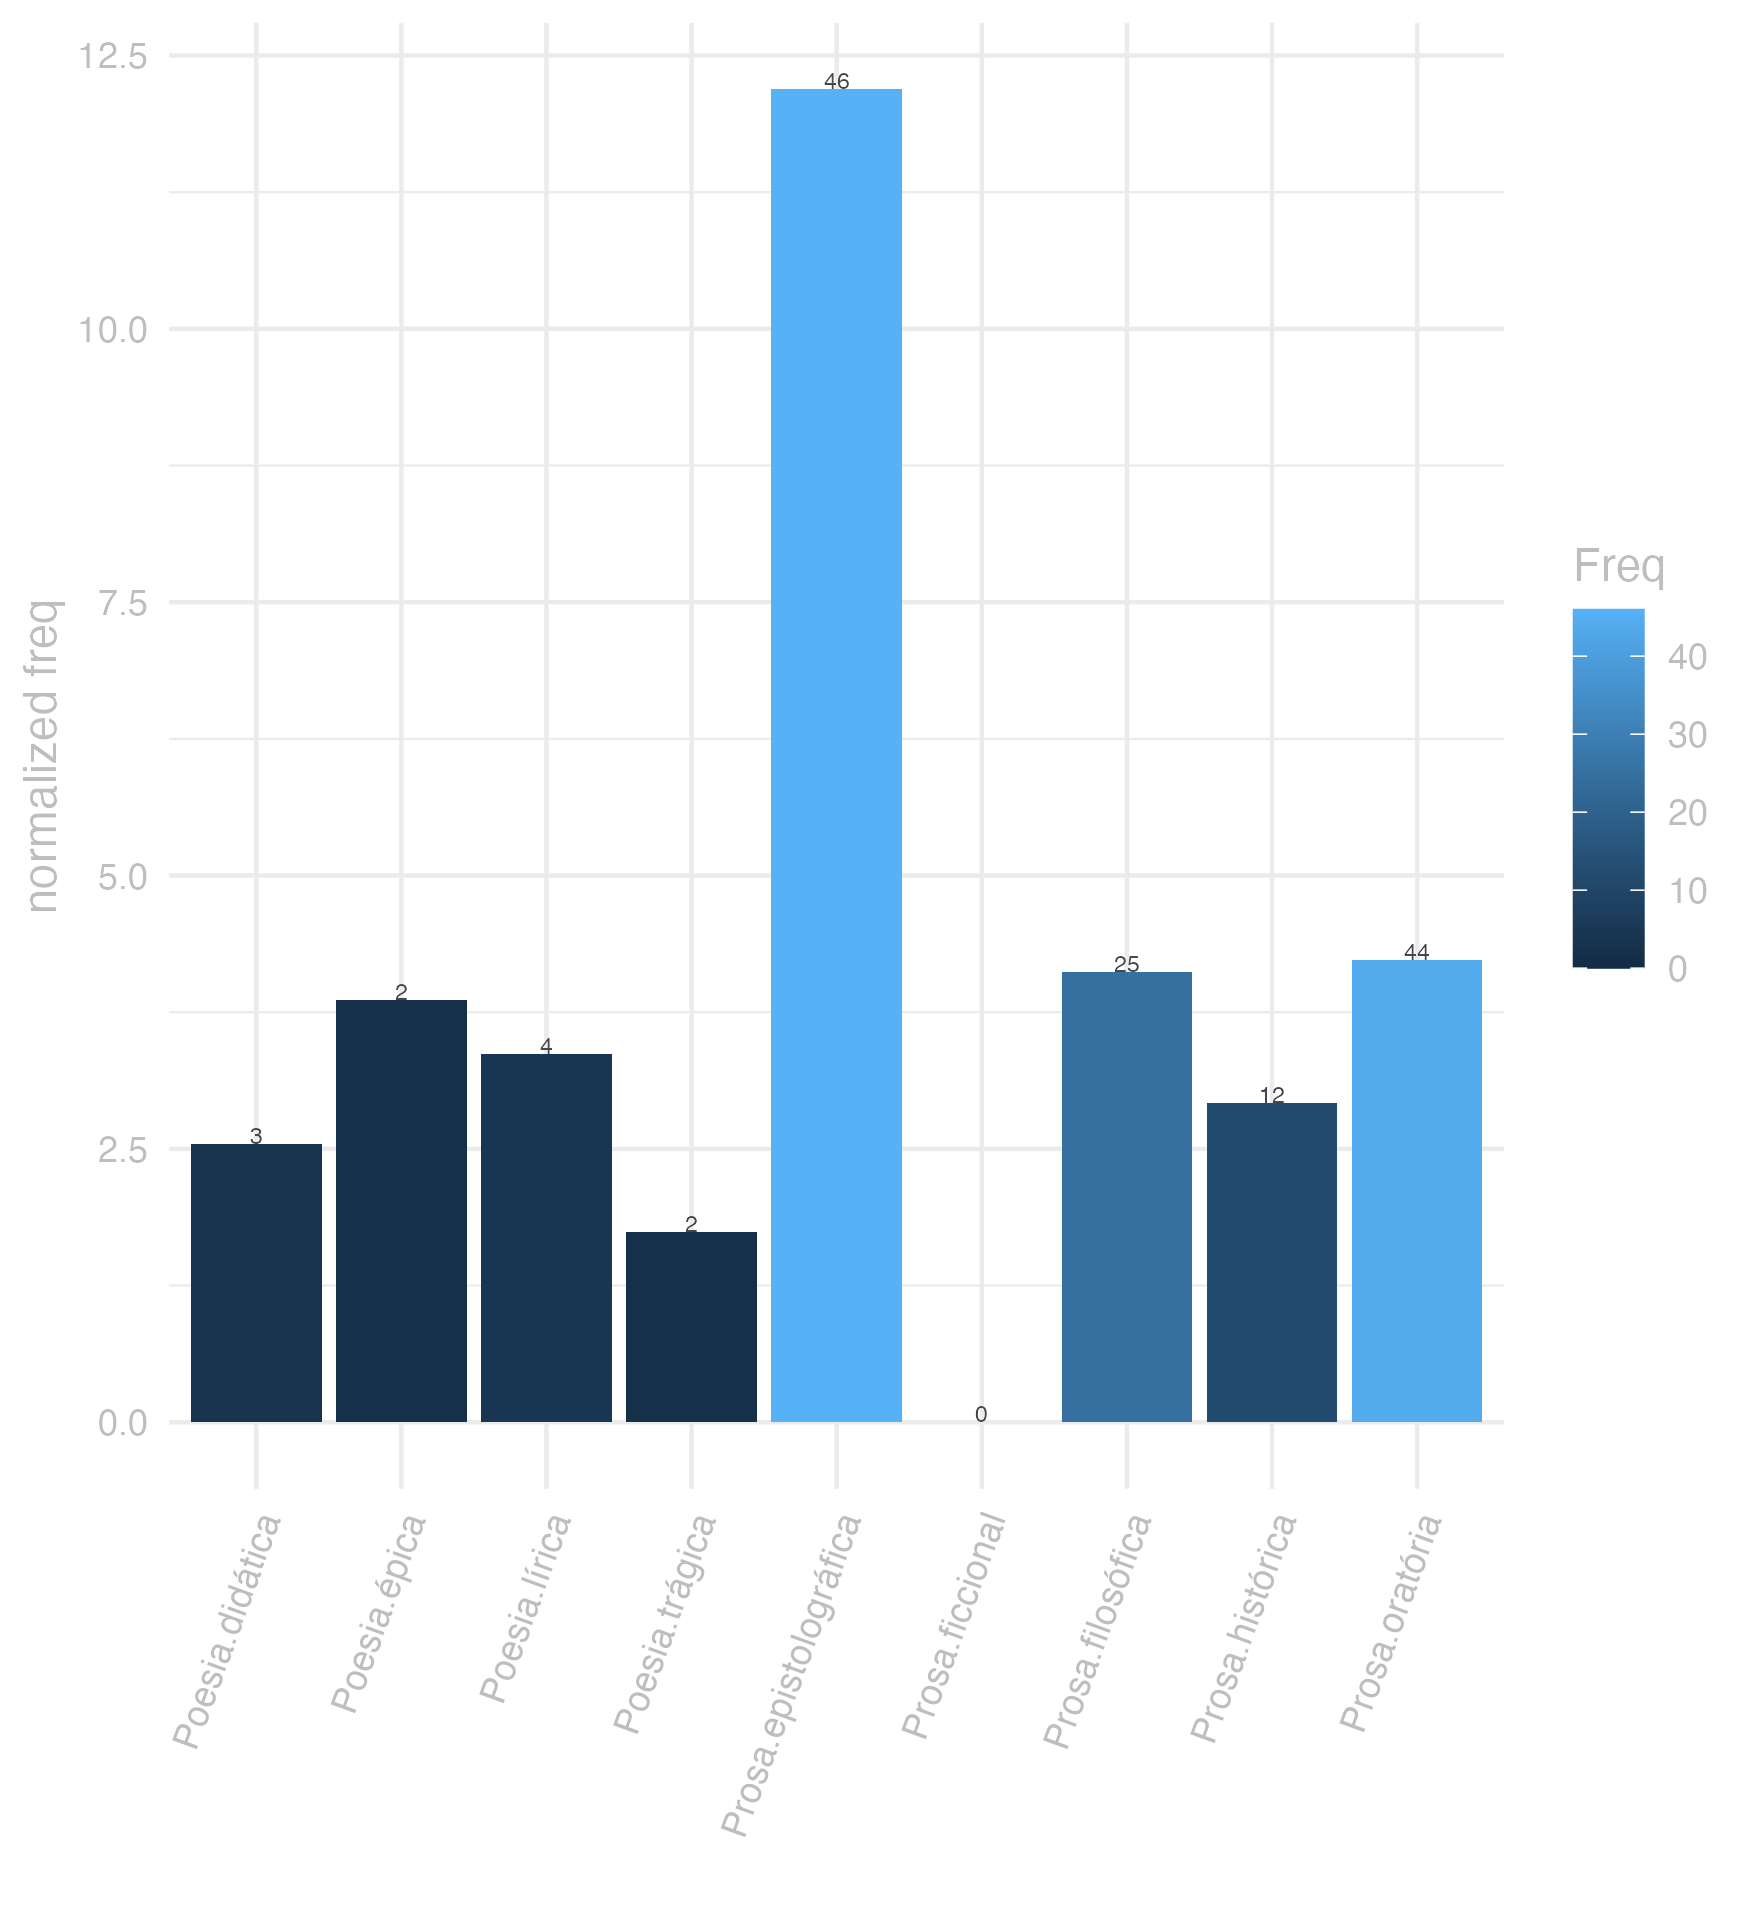 12.5
10.0
7.5
5.0
2.5
0.0
normalized freq
3
2
4
2
46
0
25
12
44
Poesia.didática
Poesia.épica
Poesia.lírica
Poesia.trágica
Prosa.epistolográfica
Prosa.ficcional
Prosa.filosófica
Prosa.histórica
Prosa.oratória
Freq
40
30
20
10
0